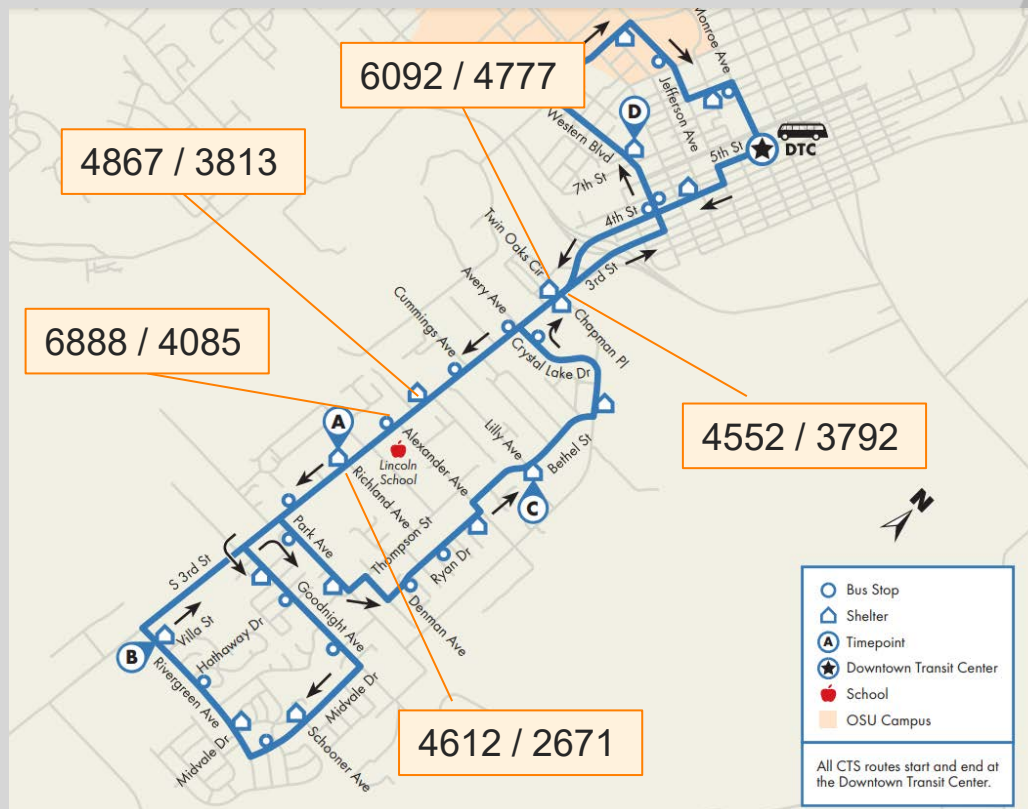 Monroe Ave
6092 / 4777
Jefferson Ave
D
Western Blvd
5th St
DTC
4867 / 3813
7th St
4th St
Twin Oaks Cir
3rd St
Avery Ave
Cummings Ave
Chapman Pl
Crystal Lake Dr
6888 / 4085
A
Lincoln
School
Alexander Ave
Lilly Ave
Bethel St
4552 / 3792
Richland Ave
C
N
Park Ave
Thompson St
Ryan Dr
S 3rd St
Goodnight Ave
Denman Ave
Villa St
Hathaway Dr
B
Rivergreen Ave
Midvale Dr
Midvale Dr
Schooner Ave
4612 / 2671
Bus Stop
Shelter
A
Timepoint
Downtown Transit Center
School
OSU Campus
All CTS routes start and end at
the Downtown Transit Center.